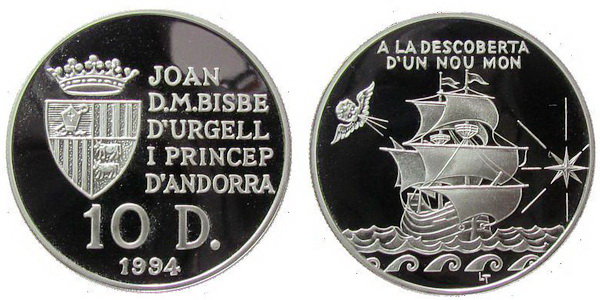 JOAN
D.M.BISBE
D'URGELL
I PRINCEP
D'ANDORRA
10 D.
1994
A LA DESCOBERTA
D'UN NOU MON
LT